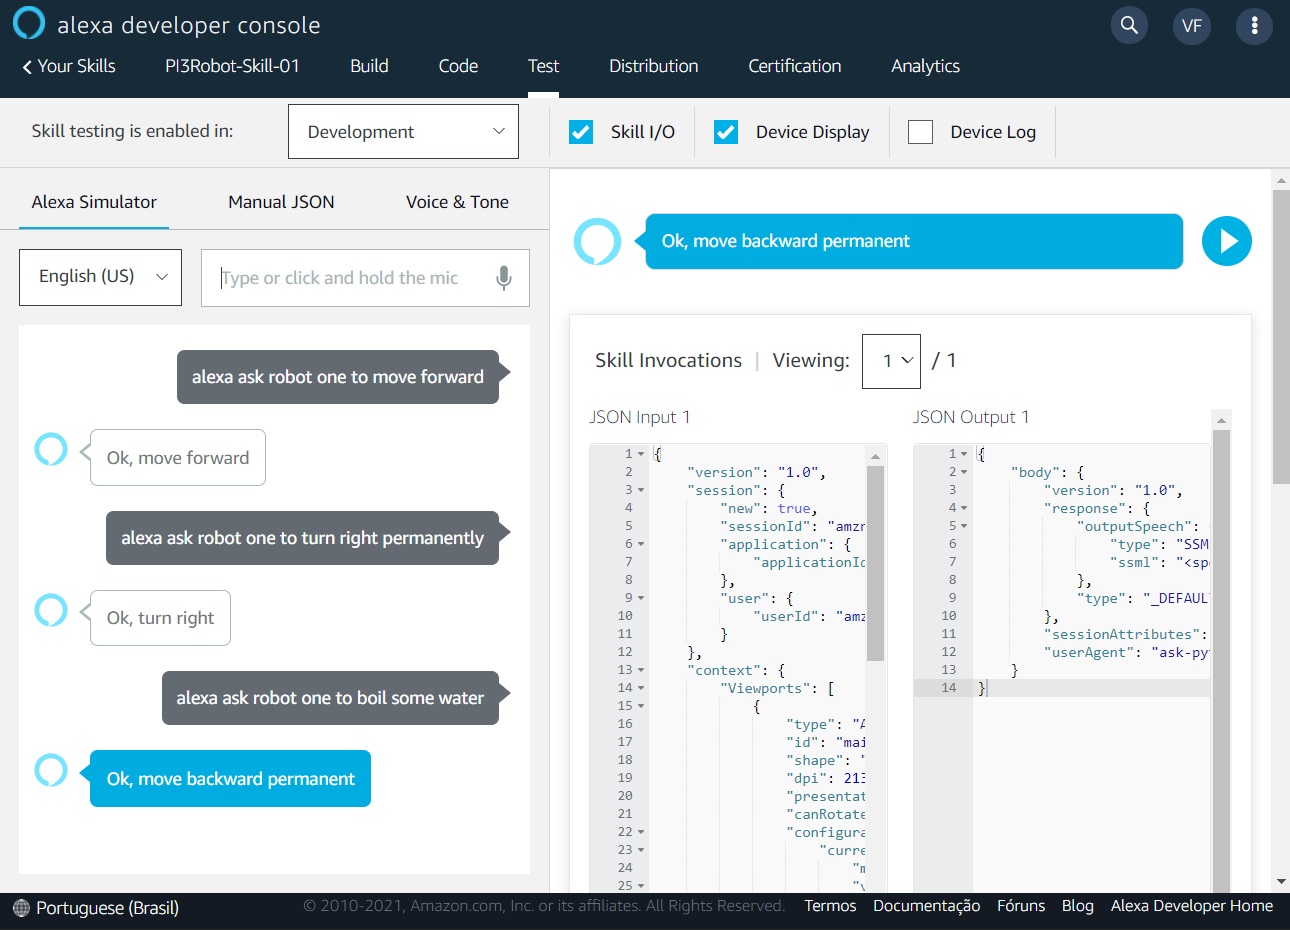 alexa developer console
VF
Your Skills PI3Robot-Skill-01 Build Code Test Distribution Certification Analytics
Skill testing is enabled in: Development Skill I/O Device Display Device Log
Alexa Simulator Manual JSON Voice & Tone
English (US) Type or click and hold the mic
alexa ask robot one to move forward
Ok, move forward
alexa ask robot one to turn right permanently
Ok, turn right
alexa ask robot one to boil some water
Ok, move backward permanent
Ok, move backward permanent
Skill Invocations | Viewing: 1 / 1
JSON Input 1
1 {
2 "version": "1.0",
3 "session": {
4 "new": true,
5 "sessionId": "amzn
6 "application": {
7 "applicationId
8 },
9 "user": {
10 "userId": "amz
11 }
12 },
13 "context": {
14 "Viewports": [
15 {
16 "type": "A
17 "id": "mai
18 "shape": "
19 "dpi": 213
20 "presentat
21 "canRotate
22 "configura
23 "curre
24 "m
25 "v
JSON Output 1
1 {
2 "body": {
3 "version": "1.0",
4 "response": {
5 "outputSpeech":
6 "type": "SSM
7 "ssml": "<sp
8 },
9 "type": "_DEFAUL
10 },
11 "sessionAttributes":
12 "userAgent": "ask-py
13 }
14 }
Portuguese (Brasil) © 2010-2021, Amazon.com, Inc. or its affiliates. All Rights Reserved. Termos Documentação Fóruns Blog Alexa Developer Home